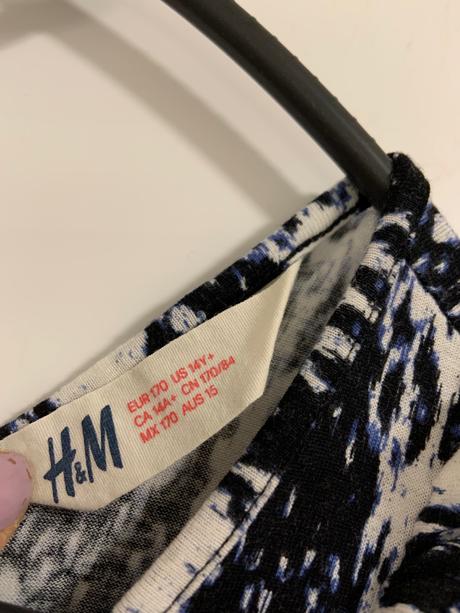 H&M
EUR 170 US 14Y+
CA 14A+ CN 170/84
MX 170 AUS 15